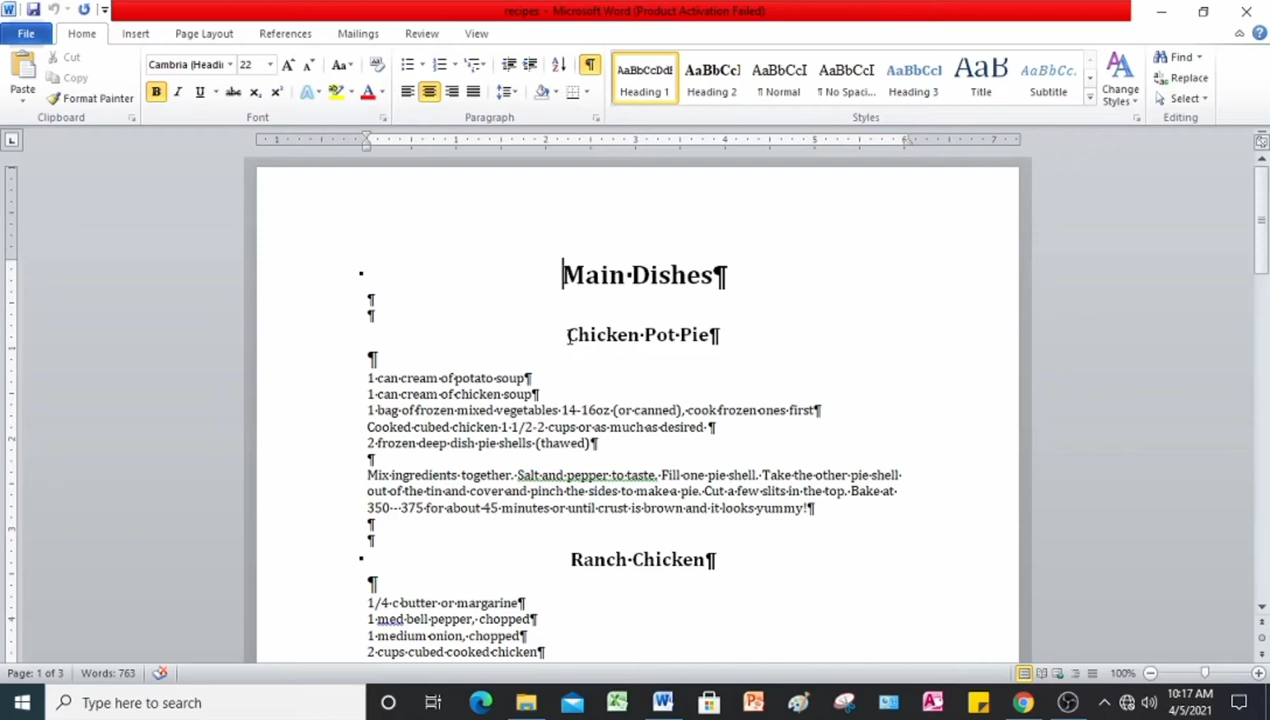 recipes - Microsoft Word (Product Activation Failed)
File Home Insert Page Layout References Mailings Review View
Cut
Copy
Paste
Format Painter
Clipboard
Cambria (Headi 22
Font
Paragraph
AaBbCcDdE AaBbCcI AaBbCcI AaBbCcI AaBbCcI AaB AaBbCc.
Heading 1 Heading 2 ¶ Normal ¶ No Spaci... Heading 3 Title Subtitle
Change Styles
Styles
Find
Replace
Select
Editing
Main·Dishes¶
¶
¶
Chicken·Pot·Pie¶
¶
1·can·cream·of·potato·soup¶
1·can·cream·of·chicken·soup¶
1·bag·of·frozen·mixed·vegetables·14-16oz·(or·canned),·cook·frozen·ones·first¶
Cooked·cubed·chicken·1·1/2-2·cups·or·as·much·as·desired·¶
2·frozen·deep·dish·pie·shells·(thawed)¶
¶
Mix·ingredients·together.·Salt·and·pepper·to·taste.·Fill·one·pie·shell.·Take·the·other·pie·shell·
out·of·the·tin·and·cover·and·pinch·the·sides·to·make·a·pie.·Cut·a·few·slits·in·the·top.·Bake·at·
350--·375·for·about·45·minutes·or·until·crust·is·brown·and·it·looks·yummy!¶
¶
¶
Ranch·Chicken¶
¶
1/4·c·butter·or·margarine¶
1·med·bell·pepper,·chopped¶
1·medium·onion,·chopped¶
2·cups·cubed·cooked·chicken¶
Page: 1 of 3 Words: 763 100%
Type here to search
10:17 AM
4/5/2021